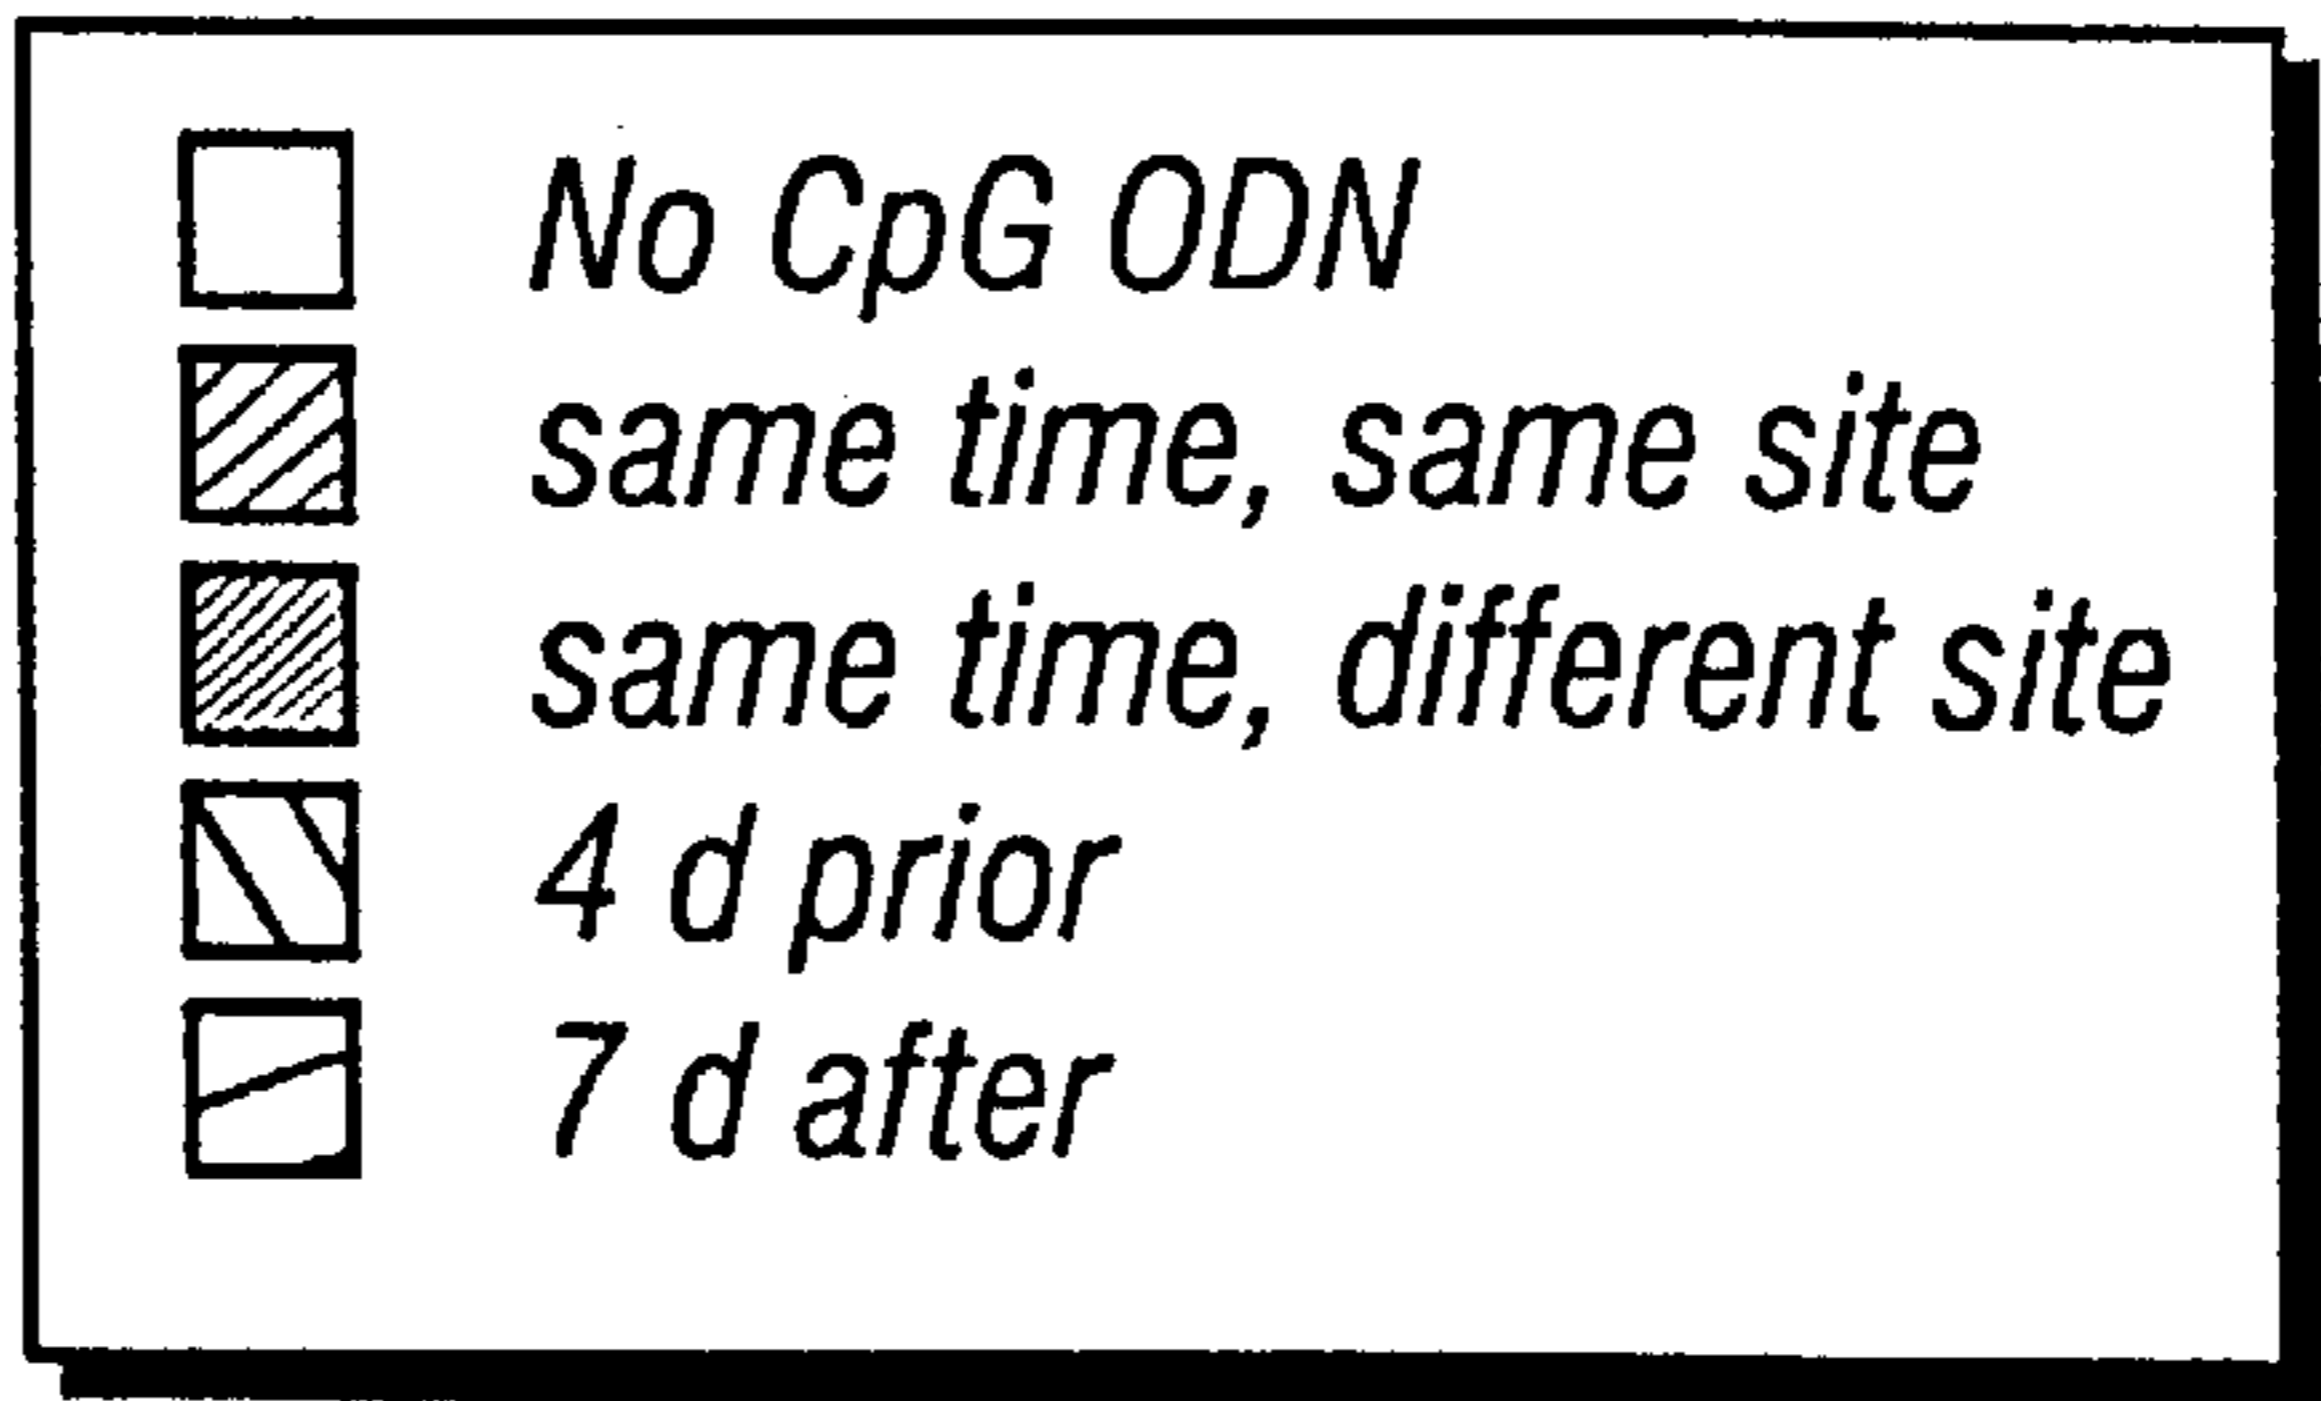 No CpG ODN
same time, same site
same time, different site
4 d prior
7 d after